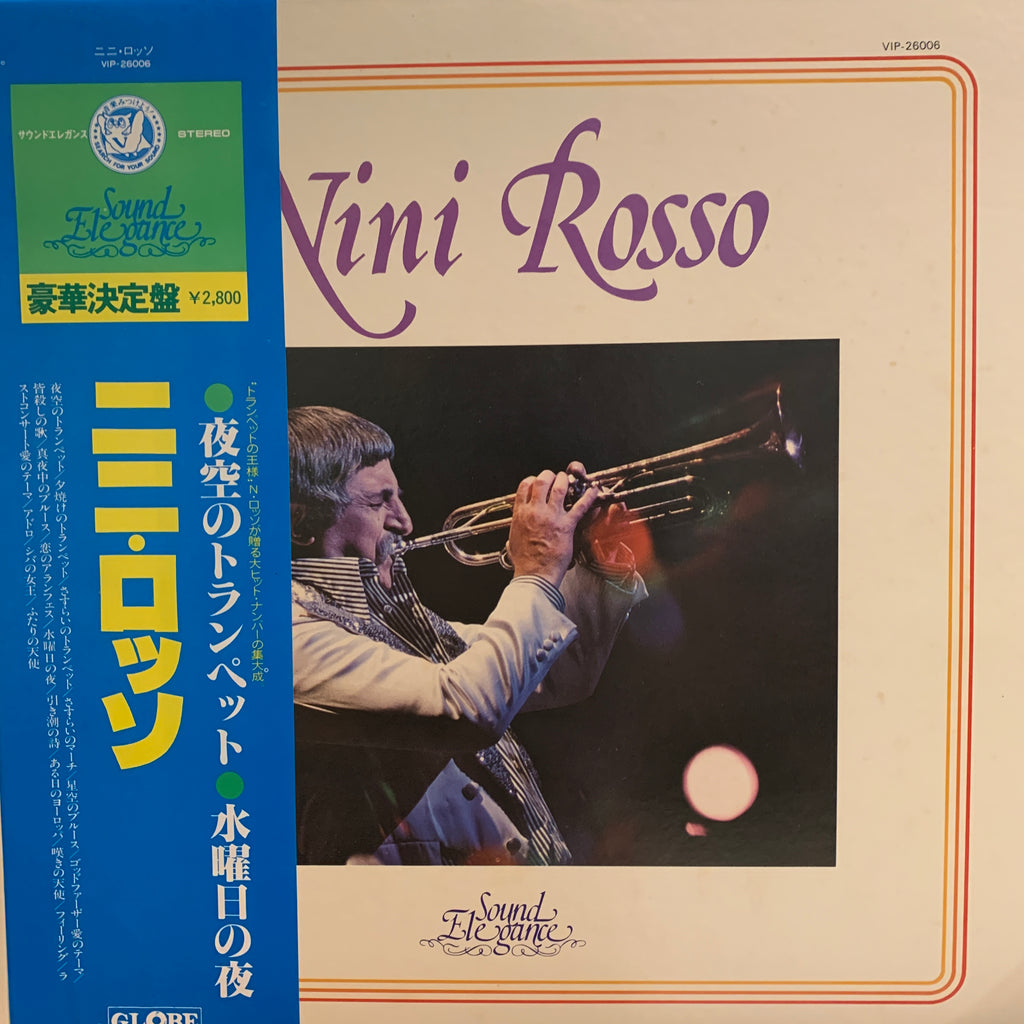 ニニ・ロッソ
VIP-26006
サウンドエレガンス
音楽みつけよう!
SEARCH FOR YOUR SOUND
STEREO
Sound
Elegance
豪華決定盤 ¥2,800
"トランペットの王様"N・ロッソが贈る大ヒット・ナンバーの集大成。
●夜空のトランペット●水曜日の夜
ニニ・ロッソ
夜空のトランペット/夕焼けのトランペット/さすらいのトランペット/さすらいのマーチ/星空のブルース/ゴッドファーザー愛のテーマ/
皆殺しの歌/真夜中のブルース/恋のアランフェス/水曜日の夜/引き潮の詩/ある日のヨーロッパ/嘆きの天使/フィーリング/ラ
ストコンサート愛のテーマ/アドロ/シバの女王/ふたりの天使
GLOBE
VIP-26006
Nini Rosso
Sound
Elegance